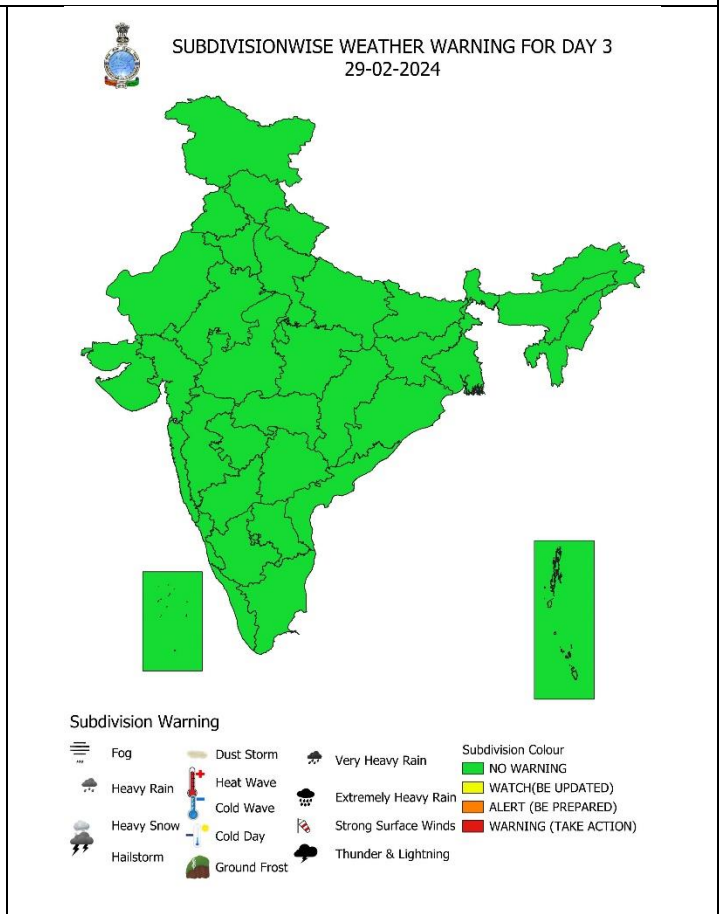 SUBDIVISIONWISE WEATHER WARNING FOR DAY 3
29-02-2024
Subdivision Warning
Fog
Heavy Rain
Heavy Snow
Hailstorm
Dust Storm
Heat Wave
Cold Wave
Cold Day
Ground Frost
Very Heavy Rain
Extremely Heavy Rain
Strong Surface Winds
Thunder & Lightning
Subdivision Colour
NO WARNING
WATCH(BE UPDATED)
ALERT (BE PREPARED)
WARNING (TAKE ACTION)